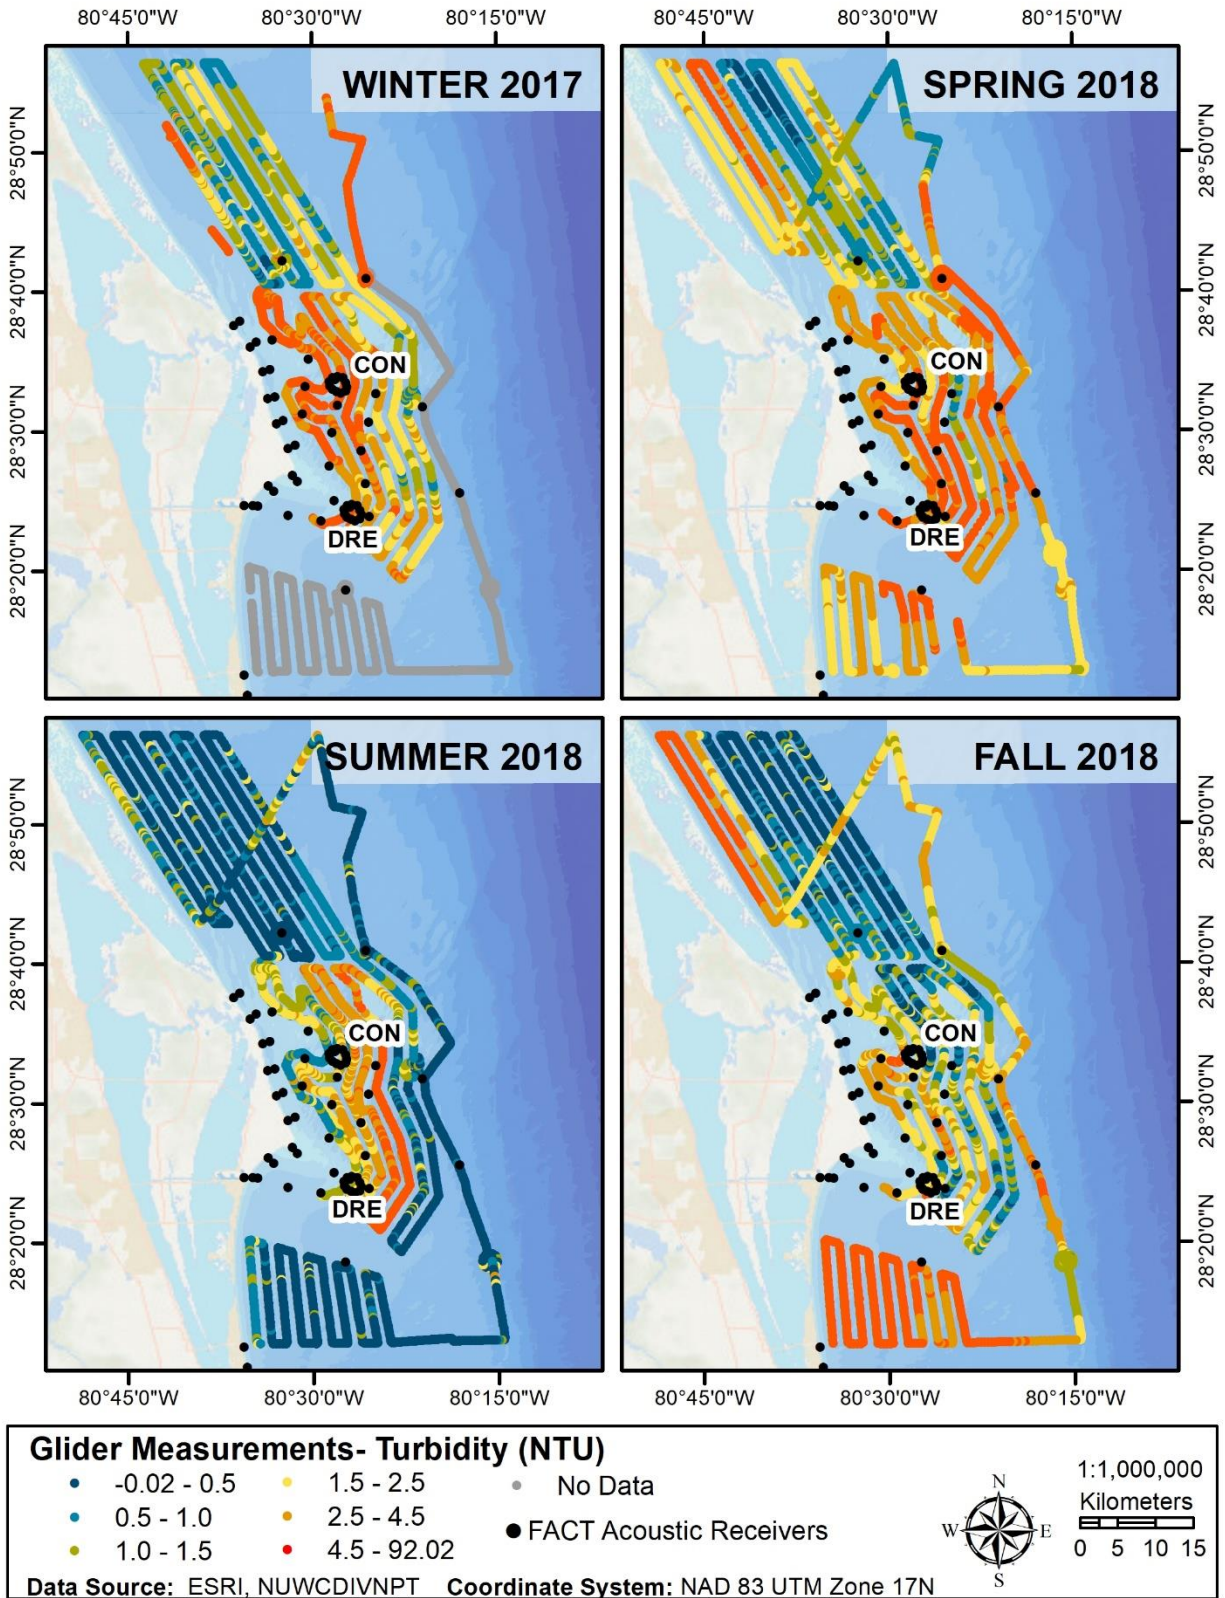 80°45'0"W 80°30'0"W 80°15'0"W 80°45'0"W 80°30'0"W 80°15'0"W
WINTER 2017
SPRING 2018
28°50'0"N
28°40'0"N
28°30'0"N
28°20'0"N
CON
DRE
CON
DRE
28°50'0"N
28°40'0"N
28°30'0"N
28°20'0"N
SUMMER 2018
FALL 2018
28°50'0"N
28°40'0"N
28°30'0"N
28°20'0"N
CON
DRE
CON
DRE
28°50'0"N
28°40'0"N
28°30'0"N
28°20'0"N
80°45'0"W 80°30'0"W 80°15'0"W 80°45'0"W 80°30'0"W 80°15'0"W
Glider Measurements- Turbidity (NTU)
-0.02 - 0.5
0.5 - 1.0
1.0 - 1.5
1.5 - 2.5
2.5 - 4.5
4.5 - 92.02
No Data
FACT Acoustic Receivers
N
W E
S
1:1,000,000
Kilometers
0 5 10 15
Data Source: ESRI, NUWCDIVNPT Coordinate System: NAD 83 UTM Zone 17N